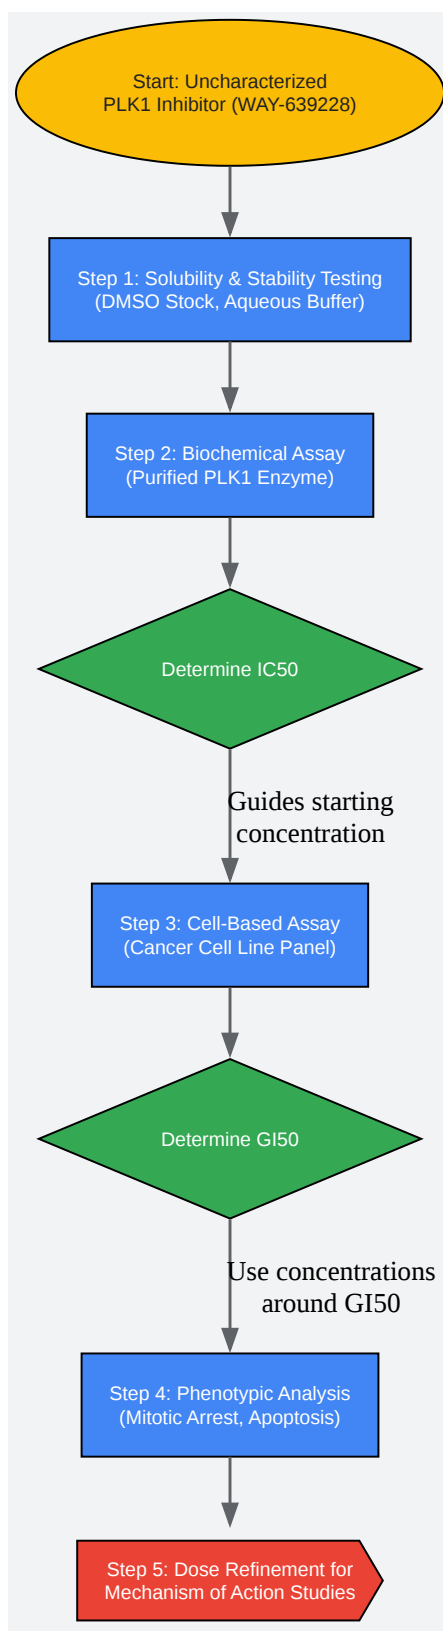 Start: Uncharacterized
PLK1 Inhibitor (WAY-639228)
Step 1: Solubility & Stability Testing
(DMSO Stock, Aqueous Buffer)
Step 2: Biochemical Assay
(Purified PLK1 Enzyme)
Determine IC50
Guides starting
concentration
Step 3: Cell-Based Assay
(Cancer Cell Line Panel)
Determine GI50
Use concentrations
around GI50
Step 4: Phenotypic Analysis
(Mitotic Arrest, Apoptosis)
Step 5: Dose Refinement for
Mechanism of Action Studies